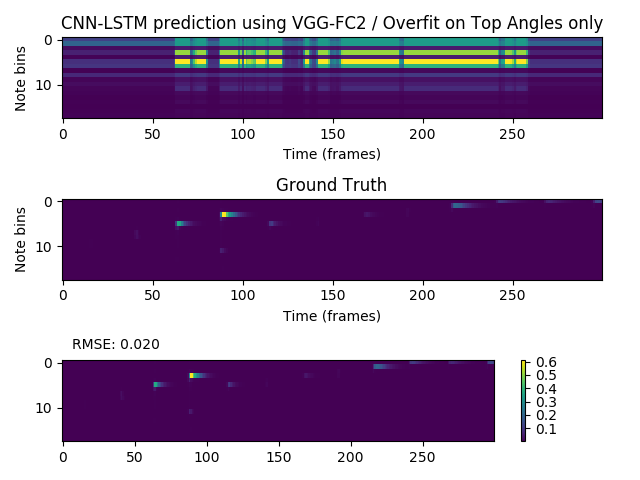 CNN-LSTM prediction using VGG-FC2 / Overfit on Top Angles only
0
10
Note bins
0 50 100 150 200 250
Time (frames)
Ground Truth
0
10
Note bins
0 50 100 150 200 250
Time (frames)
RMSE: 0.020
0
10
0 50 100 150 200 250
0.6
0.5
0.4
0.3
0.2
0.1